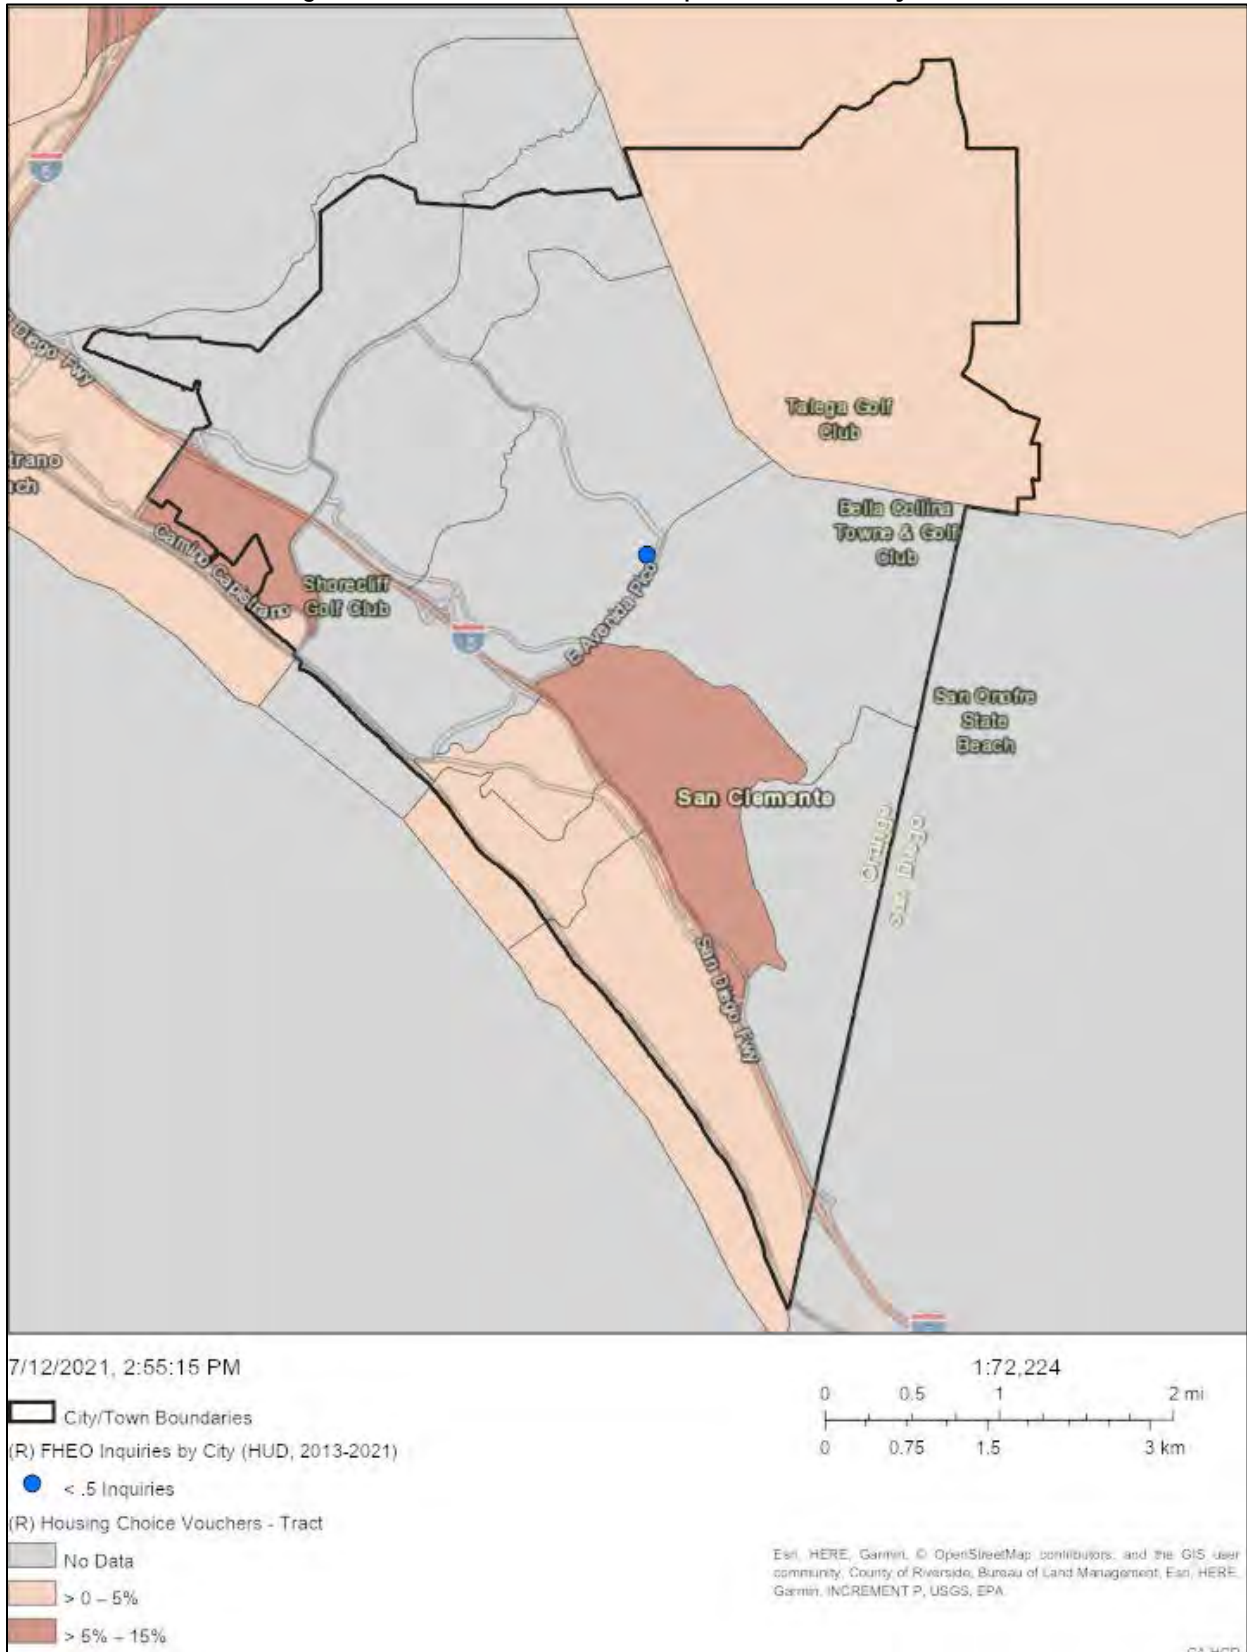 5
Diego Fwy
trano
ch
Camino Capistrano
Shorecliff
Golf Club
5
E Avenida Pico
Talega Golf
Club
Bella Collina
Towne & Golf
Club
San Onofre
State
Beach
San Clemente
Orange
San Diego
San Diego Fwy
7/12/2021, 2:55:15 PM
1:72,224
0 0.5 1 2 mi
0 0.75 1.5 3 km
City/Town Boundaries
(R) FHEO Inquiries by City (HUD, 2013-2021)
< .5 Inquiries
(R) Housing Choice Vouchers - Tract
No Data
> 0 – 5%
> 5% – 15%
Esri, HERE, Garmin, © OpenStreetMap contributors, and the GIS user
community, County of Riverside, Bureau of Land Management, Esri, HERE,
Garmin, INCREMENT P, USGS, EPA